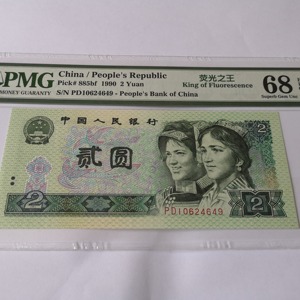 PMG
MONEY GUARANTY
China / People's Republic
Pick# 885bf 1990 2 Yuan
S/N PD10624649 - People's Bank of China
荧光之王
King of Fluorescence
68
Superb Gem Unc
中国人民银行
贰圆
2
2
PD10624649